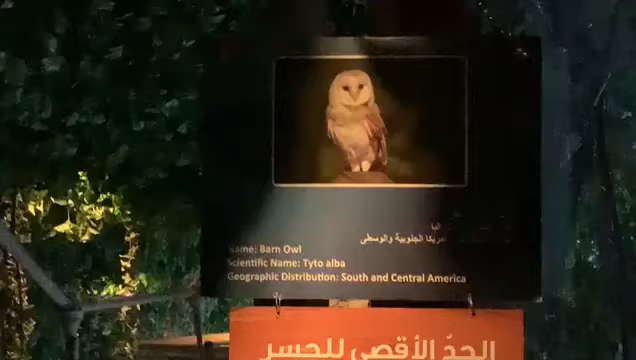 الجنوبية والوسطى
Name: Barn Owl
Scientific Name: Tyto alba
Geographic Distribution: South and Central America
الحدّ الأقصى للجسر